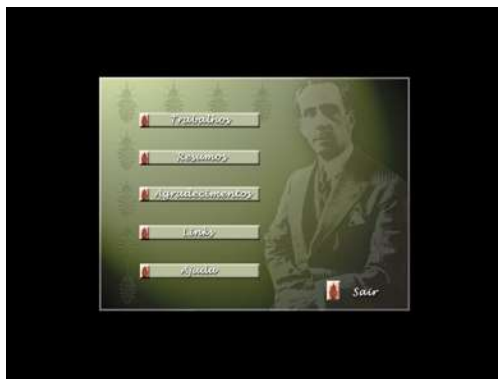 Trabalhos
Resumos
Agradecimentos
Links
Ajuda
Sair